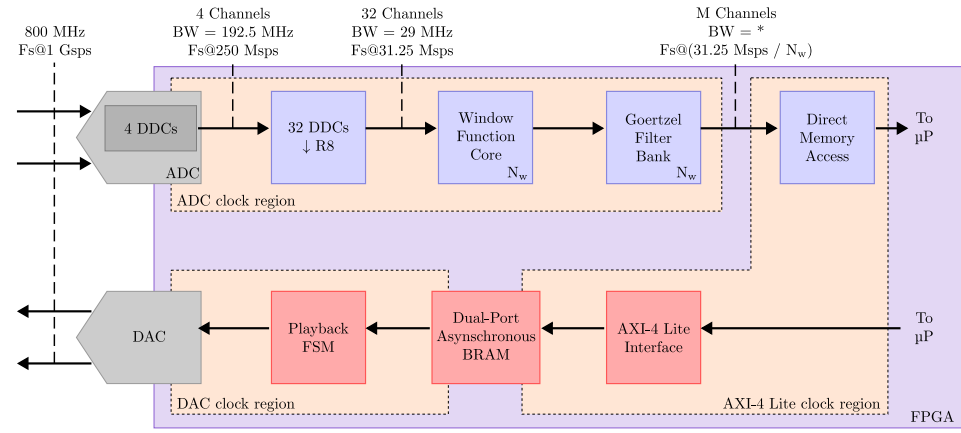 800 MHz
Fs@1 Gsps
4 Channels
BW = 192.5 MHz
Fs@250 Msps
32 Channels
BW = 29 MHz
Fs@31.25 Msps
M Channels
BW = *
Fs@(31.25 Msps / Nw)
4 DDCs
ADC
32 DDCs
↓ R8
Window
Function
Core
Nw
Goertzel
Filter
Bank
Nw
Direct
Memory
Access
To
µP
ADC clock region
DAC
Playback
FSM
Dual-Port
Asynschronous
BRAM
AXI-4 Lite
Interface
To
µP
DAC clock region
AXI-4 Lite clock region
FPGA